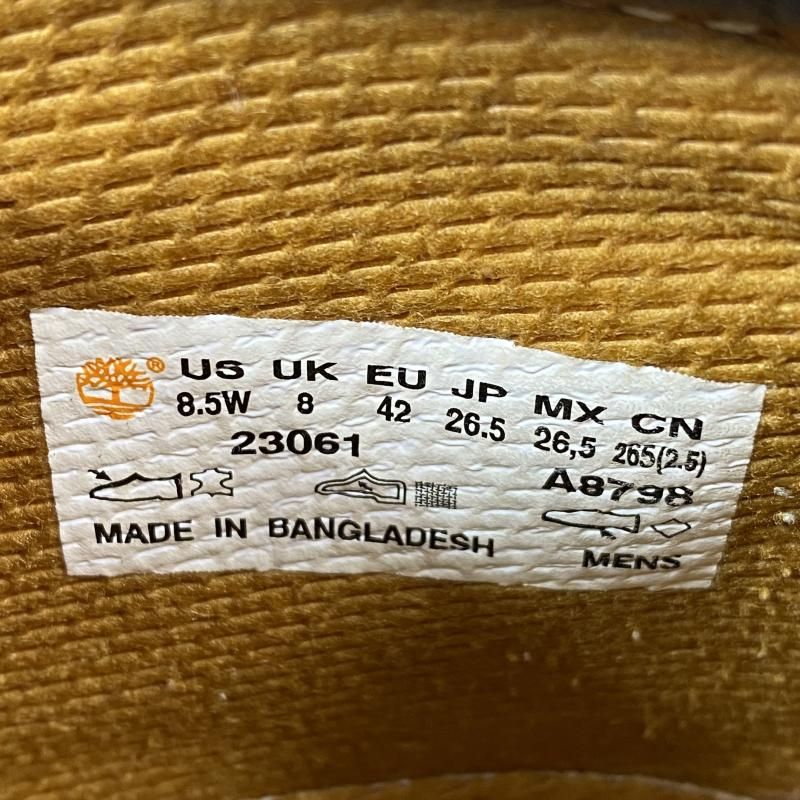 ® US UK EU JP MX CN
8.5W 8 42 26.5 26,5 265(2.5)
23061 A8798
MADE IN BANGLADESH MENS